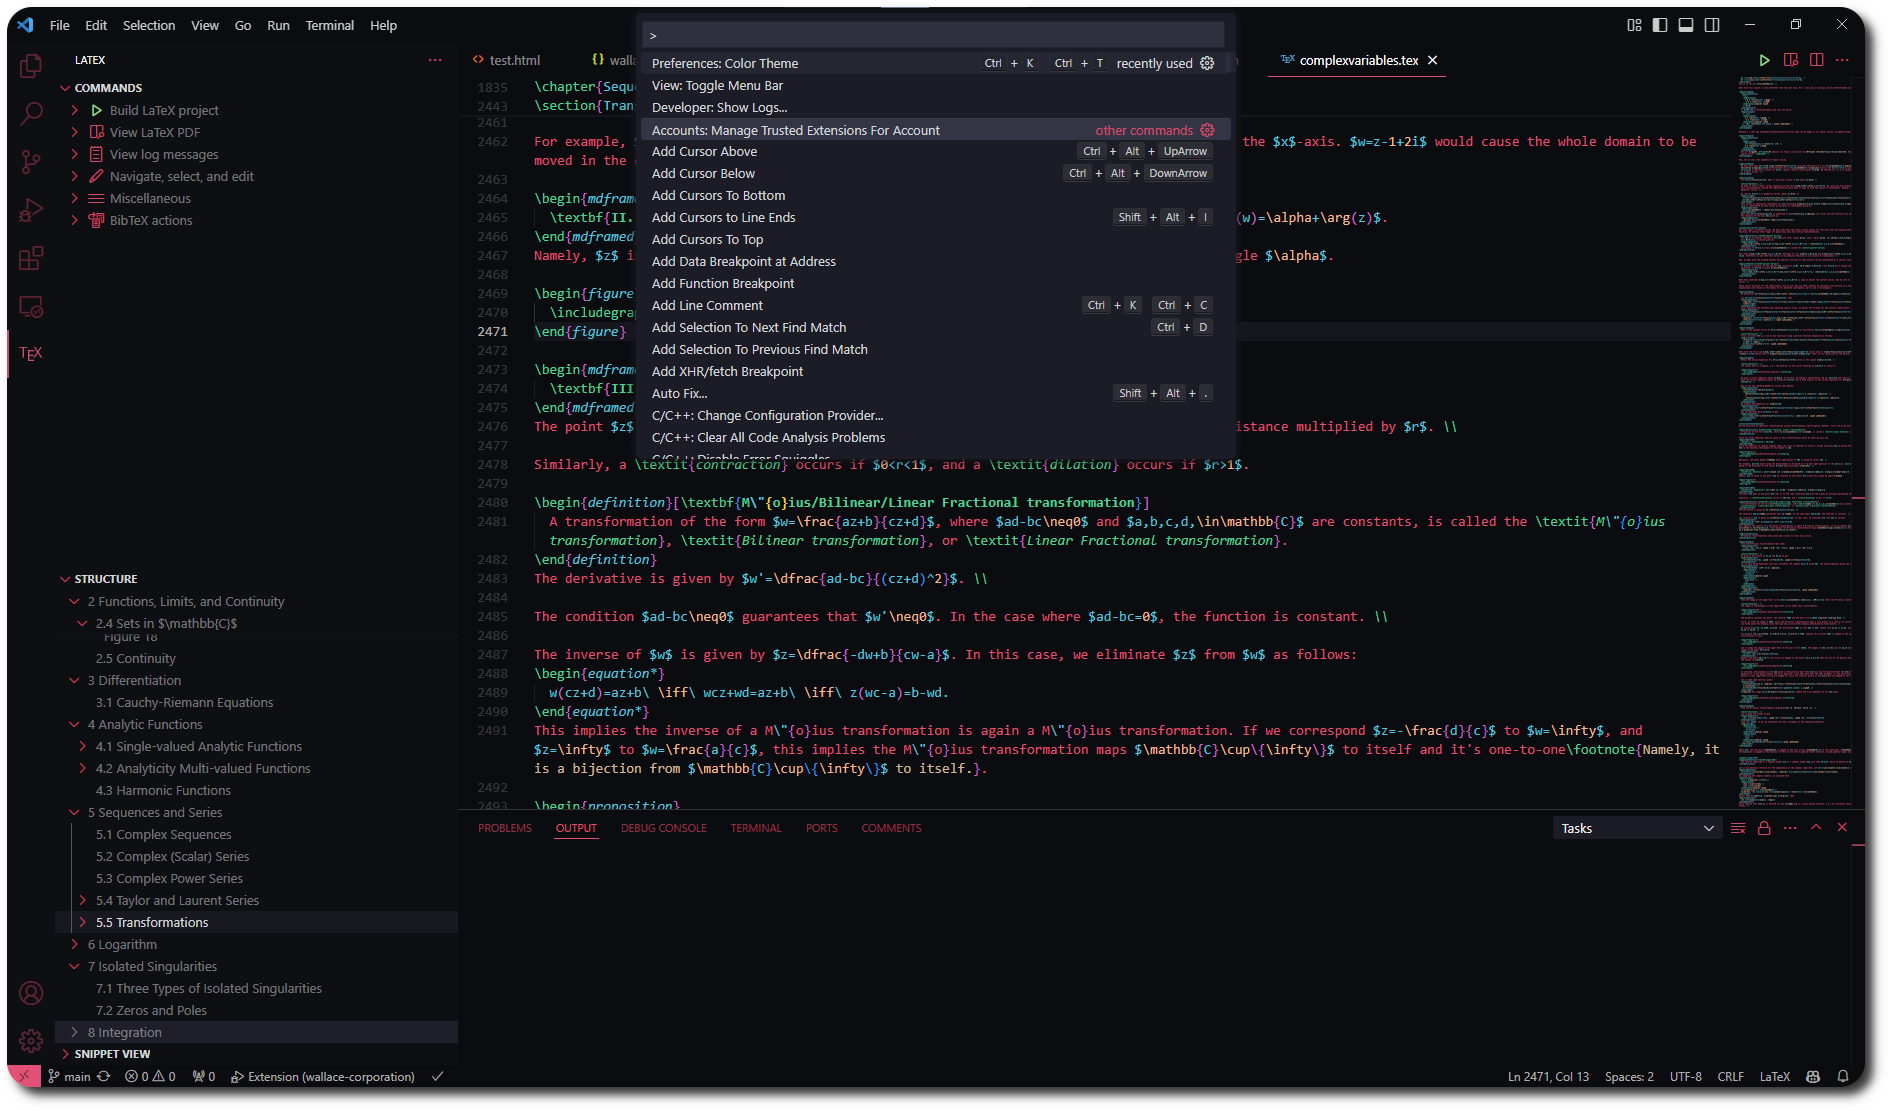 File Edit Selection View Go Run Terminal Help
>
LATEX
test.html
{} walla
TEX complexvariables.tex
COMMANDS
Build LaTeX project
View LaTeX PDF
View log messages
Navigate, select, and edit
Miscellaneous
BibTeX actions
TEX
STRUCTURE
2 Functions, Limits, and Continuity
2.4 Sets in $\mathbb{C}$
Figure 18
2.5 Continuity
3 Differentiation
3.1 Cauchy-Riemann Equations
4 Analytic Functions
4.1 Single-valued Analytic Functions
4.2 Analyticity Multi-valued Functions
4.3 Harmonic Functions
5 Sequences and Series
5.1 Complex Sequences
5.2 Complex (Scalar) Series
5.3 Complex Power Series
5.4 Taylor and Laurent Series
5.5 Transformations
6 Logarithm
7 Isolated Singularities
7.1 Three Types of Isolated Singularities
7.2 Zeros and Poles
8 Integration
SNIPPET VIEW
Preferences: Color Theme Ctrl + K Ctrl + T recently used
View: Toggle Menu Bar
Developer: Show Logs...
Accounts: Manage Trusted Extensions For Account other commands
Add Cursor Above Ctrl + Alt + UpArrow
Add Cursor Below Ctrl + Alt + DownArrow
Add Cursors To Bottom
Add Cursors to Line Ends Shift + Alt + I
Add Cursors To Top
Add Data Breakpoint at Address
Add Function Breakpoint
Add Line Comment Ctrl + K Ctrl + C
Add Selection To Next Find Match Ctrl + D
Add Selection To Previous Find Match
Add XHR/fetch Breakpoint
Auto Fix... Shift + Alt + .
C/C++: Change Configuration Provider...
C/C++: Clear All Code Analysis Problems
C/C++: Disable Error Squiggles
1835 \chapter{Seque
2443 \section{Trans
2461
2462 For example, the $x$-axis. $w=z-1+2i$ would cause the whole domain to be
moved in the
2463
2464 \begin{mdframe
2465 \textbf{II. (w)=\alpha+\arg(z)$.
2466 \end{mdframed
2467 Namely, $z$ is gle $\alpha$.
2468
2469 \begin{figure
2470 \includegrap
2471 \end{figure}
2472
2473 \begin{mdframe
2474 \textbf{III
2475 \end{mdframed
2476 The point $z$ istance multiplied by $r$. \\
2477
2478 Similarly, a \textit{contraction} occurs if $0<r<1$, and a \textit{dilation} occurs if $r>1$.
2479
2480 \begin{definition}[\textbf{M\"{o}ius/Bilinear/Linear Fractional transformation}]
2481 A transformation of the form $w=\frac{az+b}{cz+d}$, where $ad-bc\neq0$ and $a,b,c,d,\in\mathbb{C}$ are constants, is called the \textit{M\"{o}ius
transformation}, \textit{Bilinear transformation}, or \textit{Linear Fractional transformation}.
2482 \end{definition}
2483 The derivative is given by $w'=\dfrac{ad-bc}{(cz+d)^2}$. \\
2484
2485 The condition $ad-bc\neq0$ guarantees that $w'\neq0$. In the case where $ad-bc=0$, the function is constant. \\
2486
2487 The inverse of $w$ is given by $z=\dfrac{-dw+b}{cw-a}$. In this case, we eliminate $z$ from $w$ as follows:
2488 \begin{equation*}
2489 w(cz+d)=az+b\ \iff\ wcz+wd=az+b\ \iff\ z(wc-a)=b-wd.
2490 \end{equation*}
2491 This implies the inverse of a M\"{o}ius transformation is again a M\"{o}ius transformation. If we correspond $z=-\frac{d}{c}$ to $w=\infty$, and
$z=\infty$ to $w=\frac{a}{c}$, this implies the M\"{o}ius transformation maps $\mathbb{C}\cup\{\infty\}$ to itself and it's one-to-one\footnote{Namely, it
is a bijection from $\mathbb{C}\cup\{\infty\}$ to itself.}.
2492
2493 \begin{proposition}
PROBLEMS OUTPUT DEBUG CONSOLE TERMINAL PORTS COMMENTS Tasks
main 0 0 0 Extension (wallace-corporation) Ln 2471, Col 13 Spaces: 2 UTF-8 CRLF LaTeX